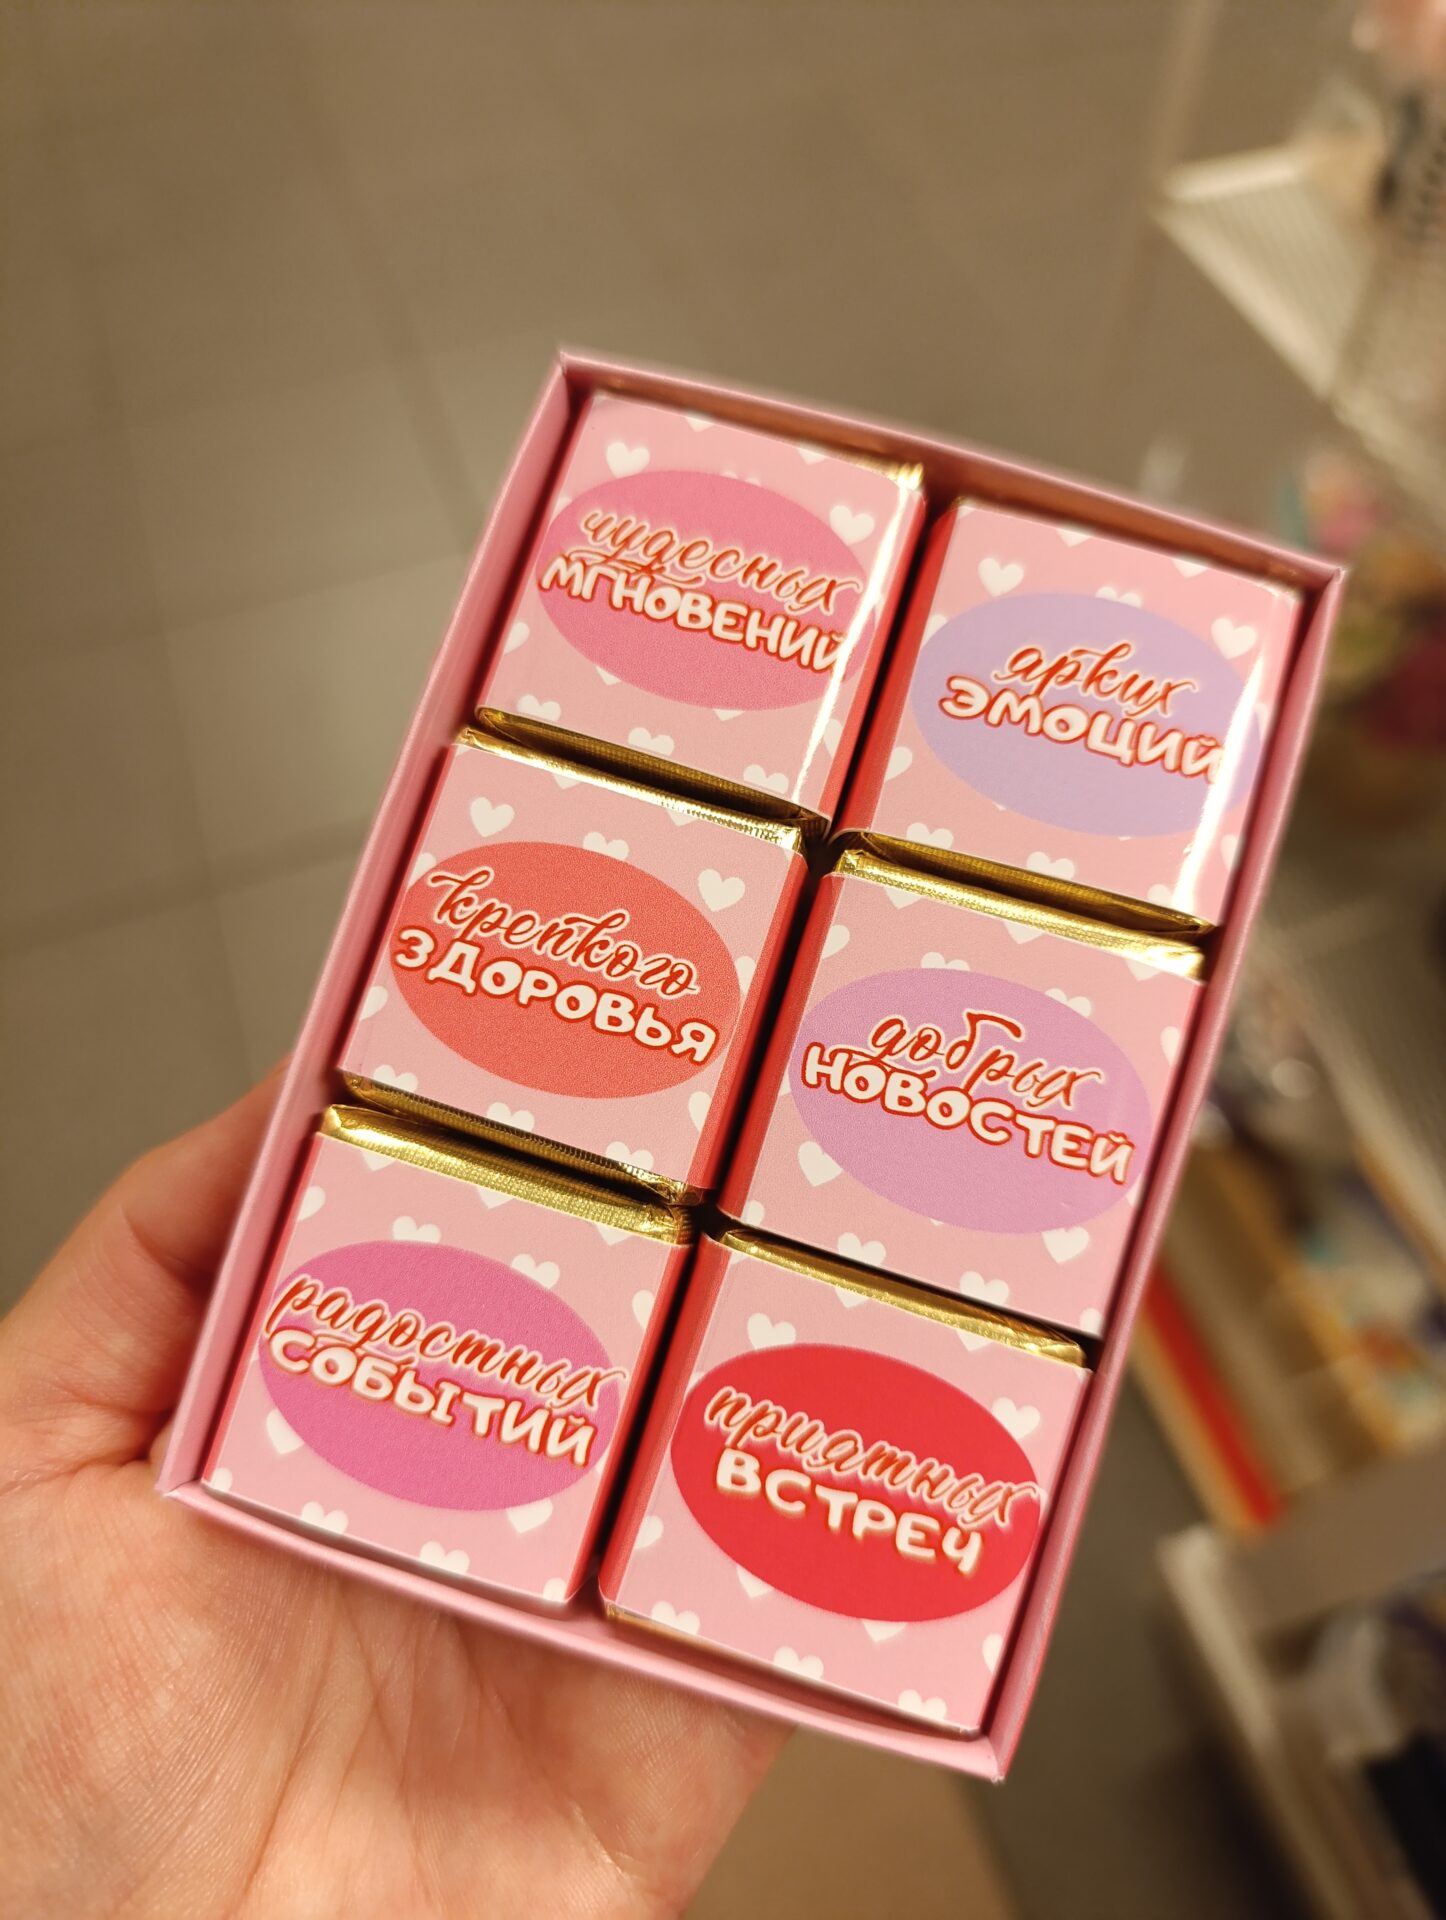 чудесных
МГНОВЕНИЙ
ярких
ЭМОЦИЙ
крепкого
ЗДОРОВЬЯ
добрых
НОВОСТЕЙ
радостных
СОБЫТИЙ
приятных
ВСТРЕЧ